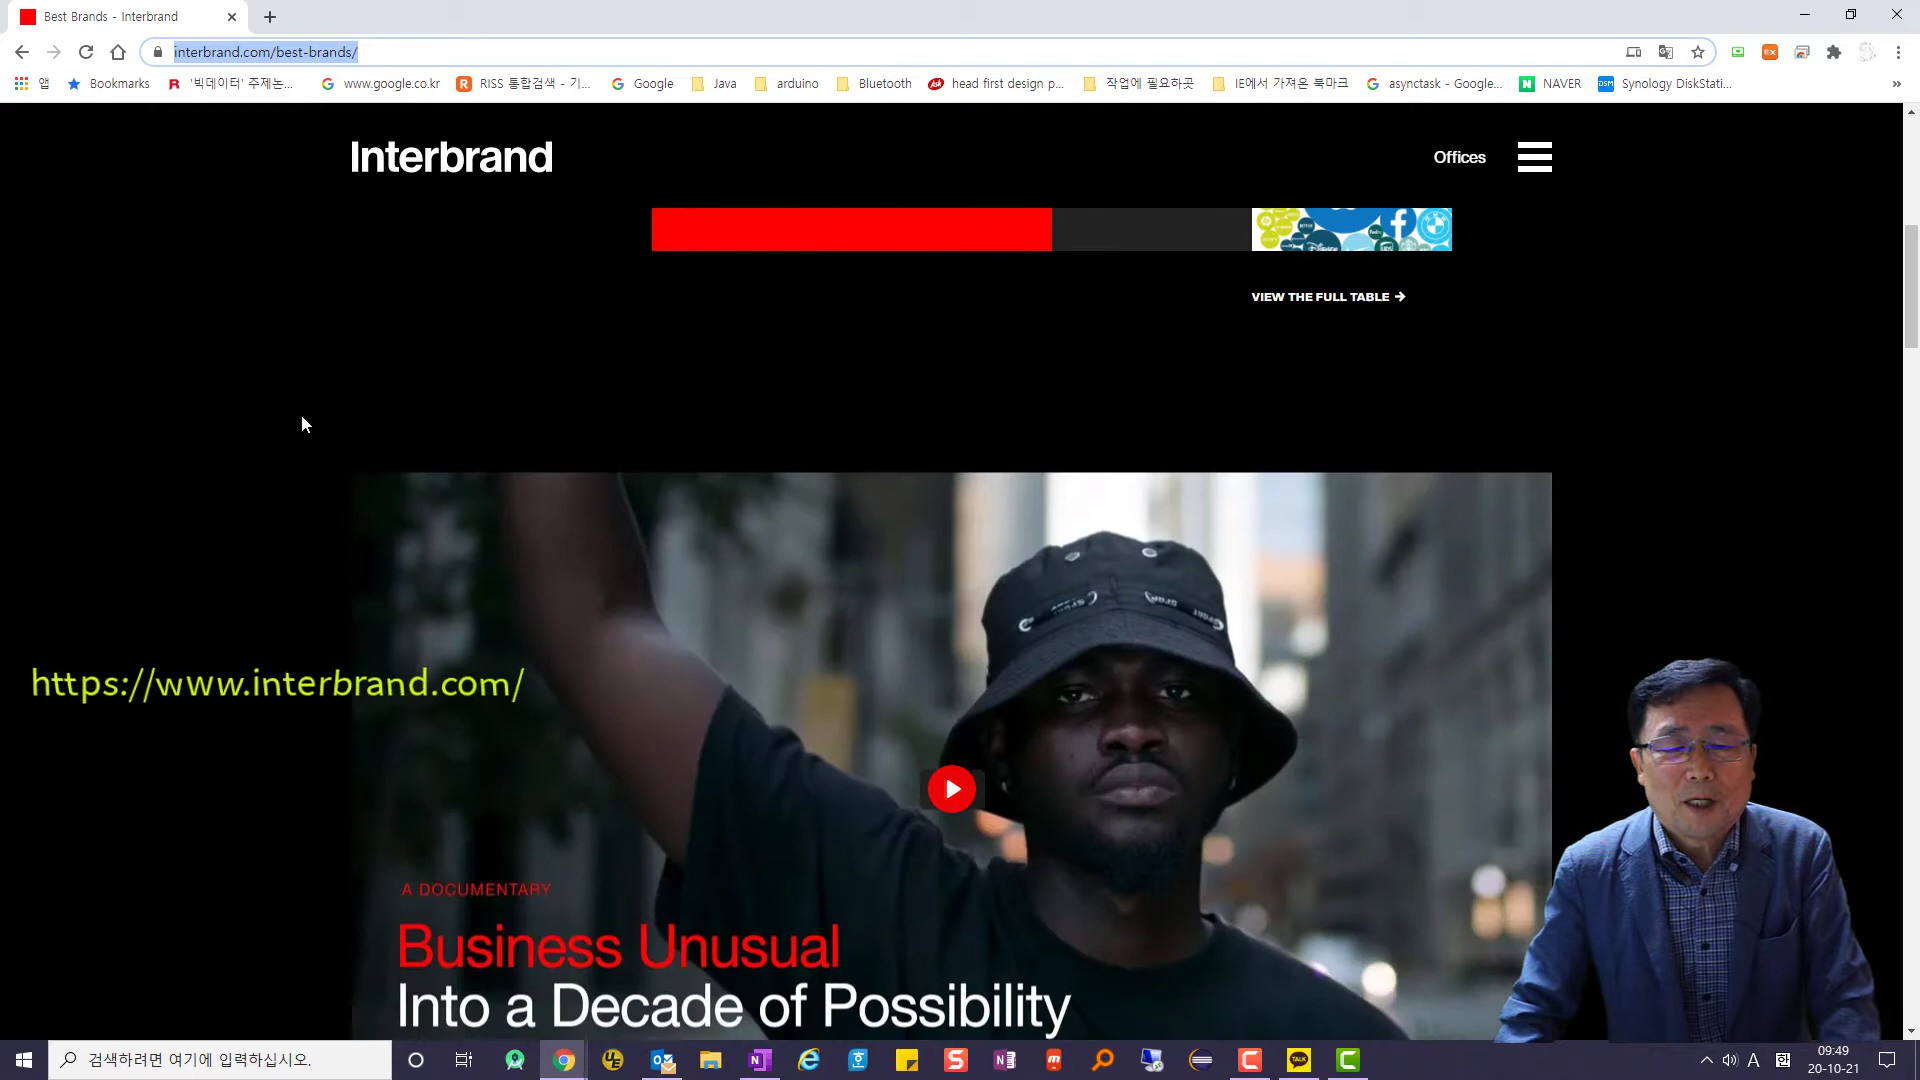 Best Brands - Interbrand
interbrand.com/best-brands/
앱
Bookmarks
'빅데이터' 주제논...
www.google.co.kr
RISS 통합검색 - 기...
Google
Java
arduino
Bluetooth
head first design p...
작업에 필요하곳
IE에서 가져온 북마크
asynctask - Google...
NAVER
Synology DiskStati...
Interbrand
Offices
VIEW THE FULL TABLE
https://www.interbrand.com/
A DOCUMENTARY
Business Unusual
Into a Decade of Possibility
검색하려면 여기에 입력하십시오.
A
한
09:49
20-10-21